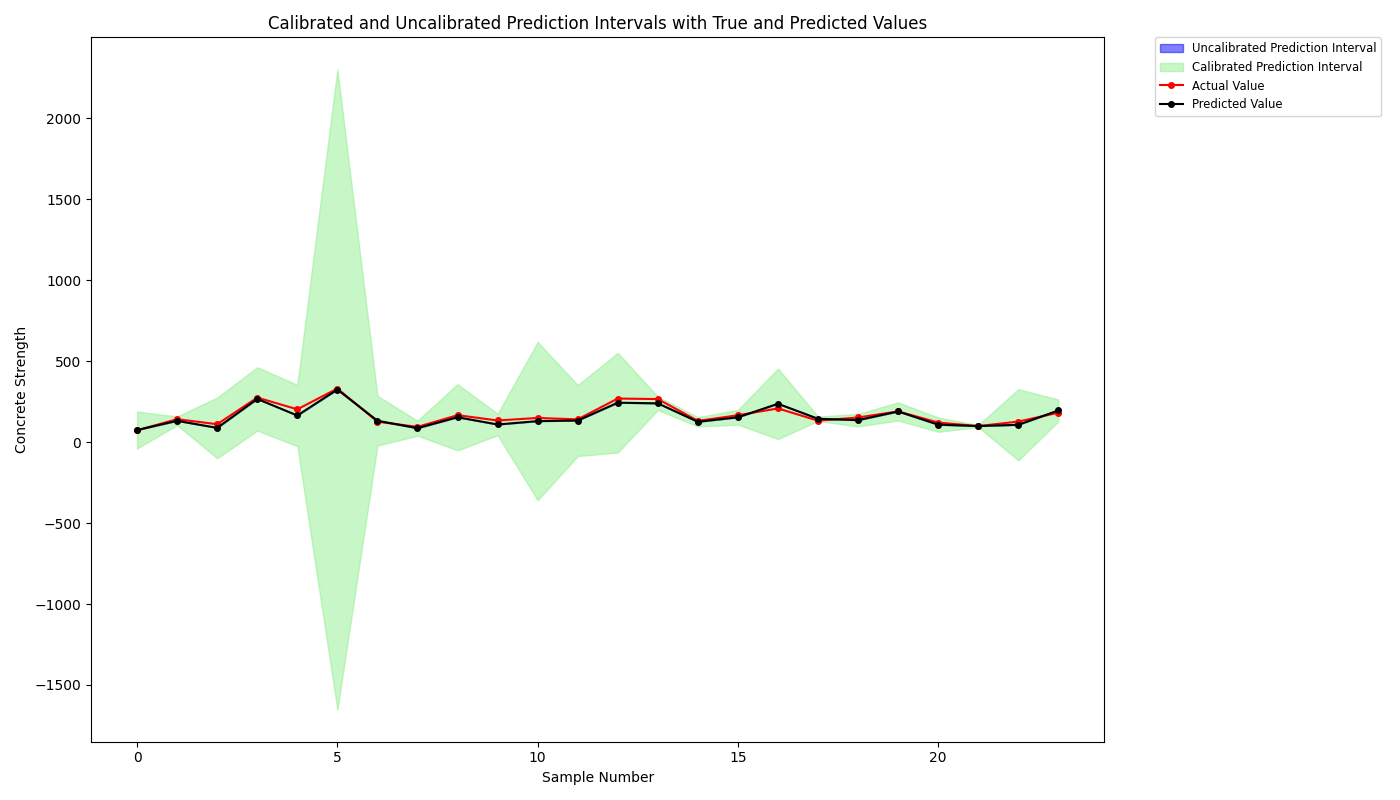 Calibrated and Uncalibrated Prediction Intervals with True and Predicted Values
Uncalibrated Prediction Interval
Calibrated Prediction Interval
Actual Value
Predicted Value
2000
1500
1000
500
0
−500
−1000
−1500
Concrete Strength
0 5 10 15 20
Sample Number